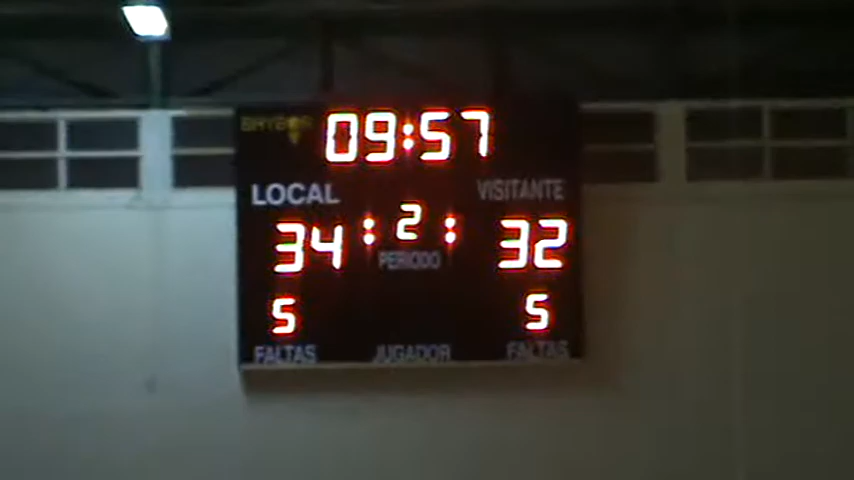 09:57
LOCAL VISITANTE
34 : 2 : 32
PERIODO
5 5
FALTAS JUGADOR FALTAS